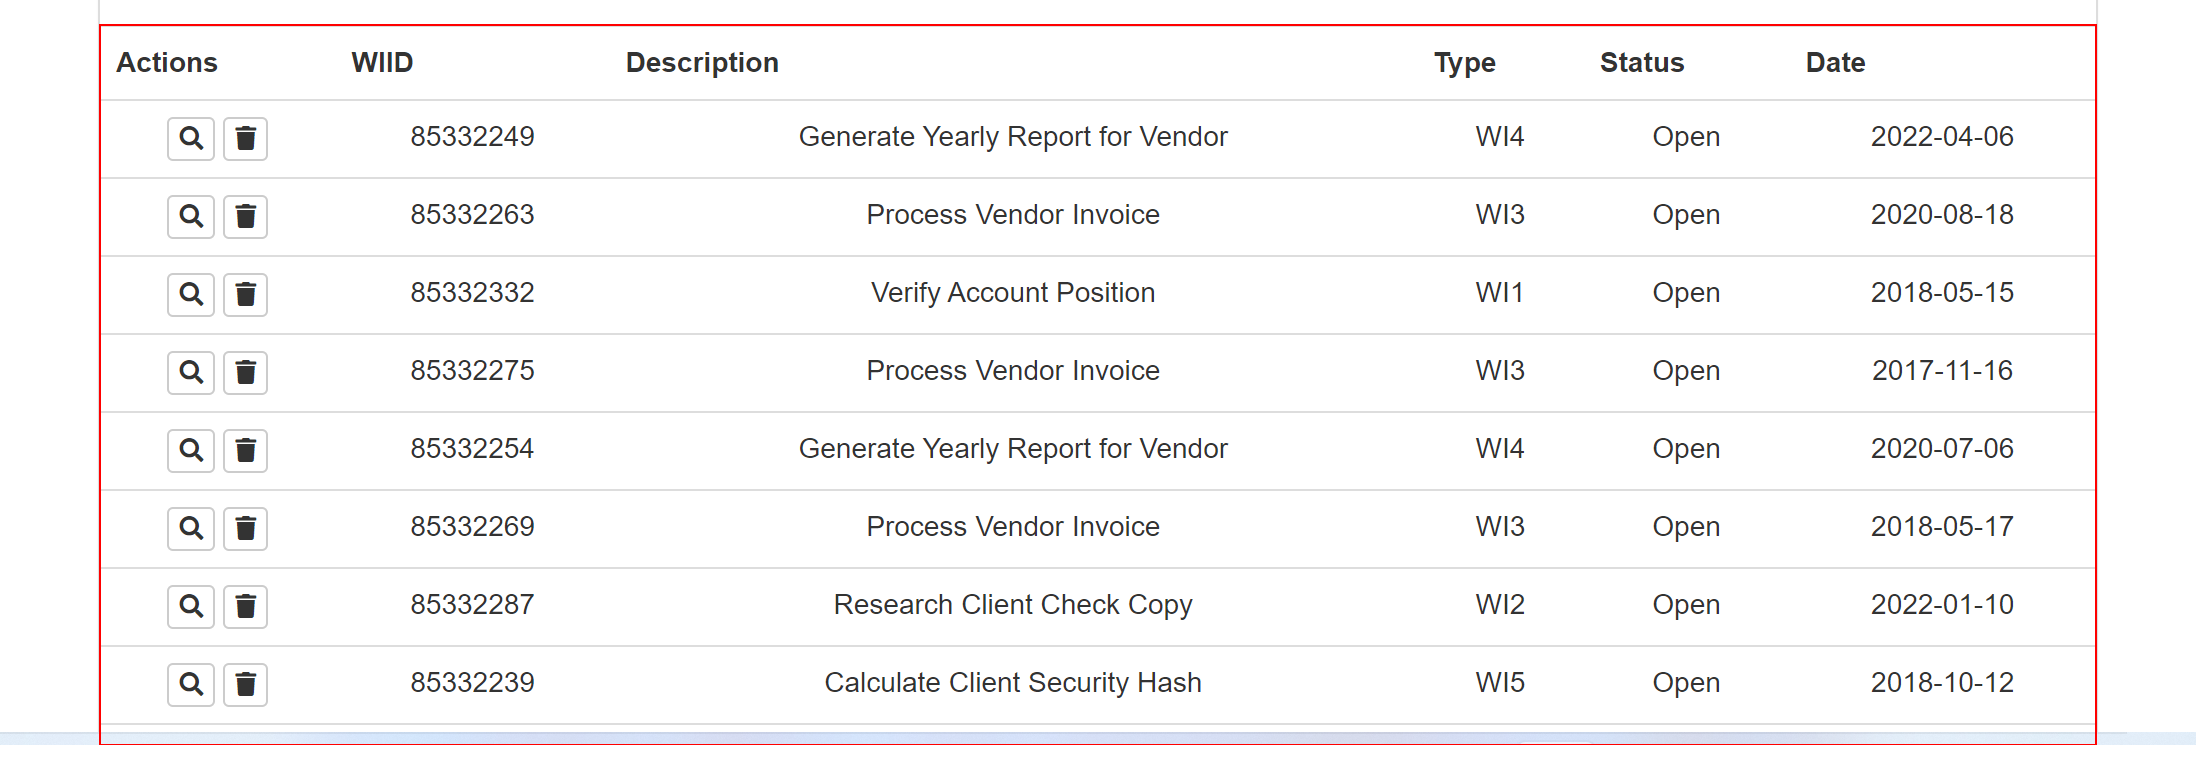 Actions WIID Description Type Status Date
85332249 Generate Yearly Report for Vendor WI4 Open 2022-04-06
85332263 Process Vendor Invoice WI3 Open 2020-08-18
85332332 Verify Account Position WI1 Open 2018-05-15
85332275 Process Vendor Invoice WI3 Open 2017-11-16
85332254 Generate Yearly Report for Vendor WI4 Open 2020-07-06
85332269 Process Vendor Invoice WI3 Open 2018-05-17
85332287 Research Client Check Copy WI2 Open 2022-01-10
85332239 Calculate Client Security Hash WI5 Open 2018-10-12